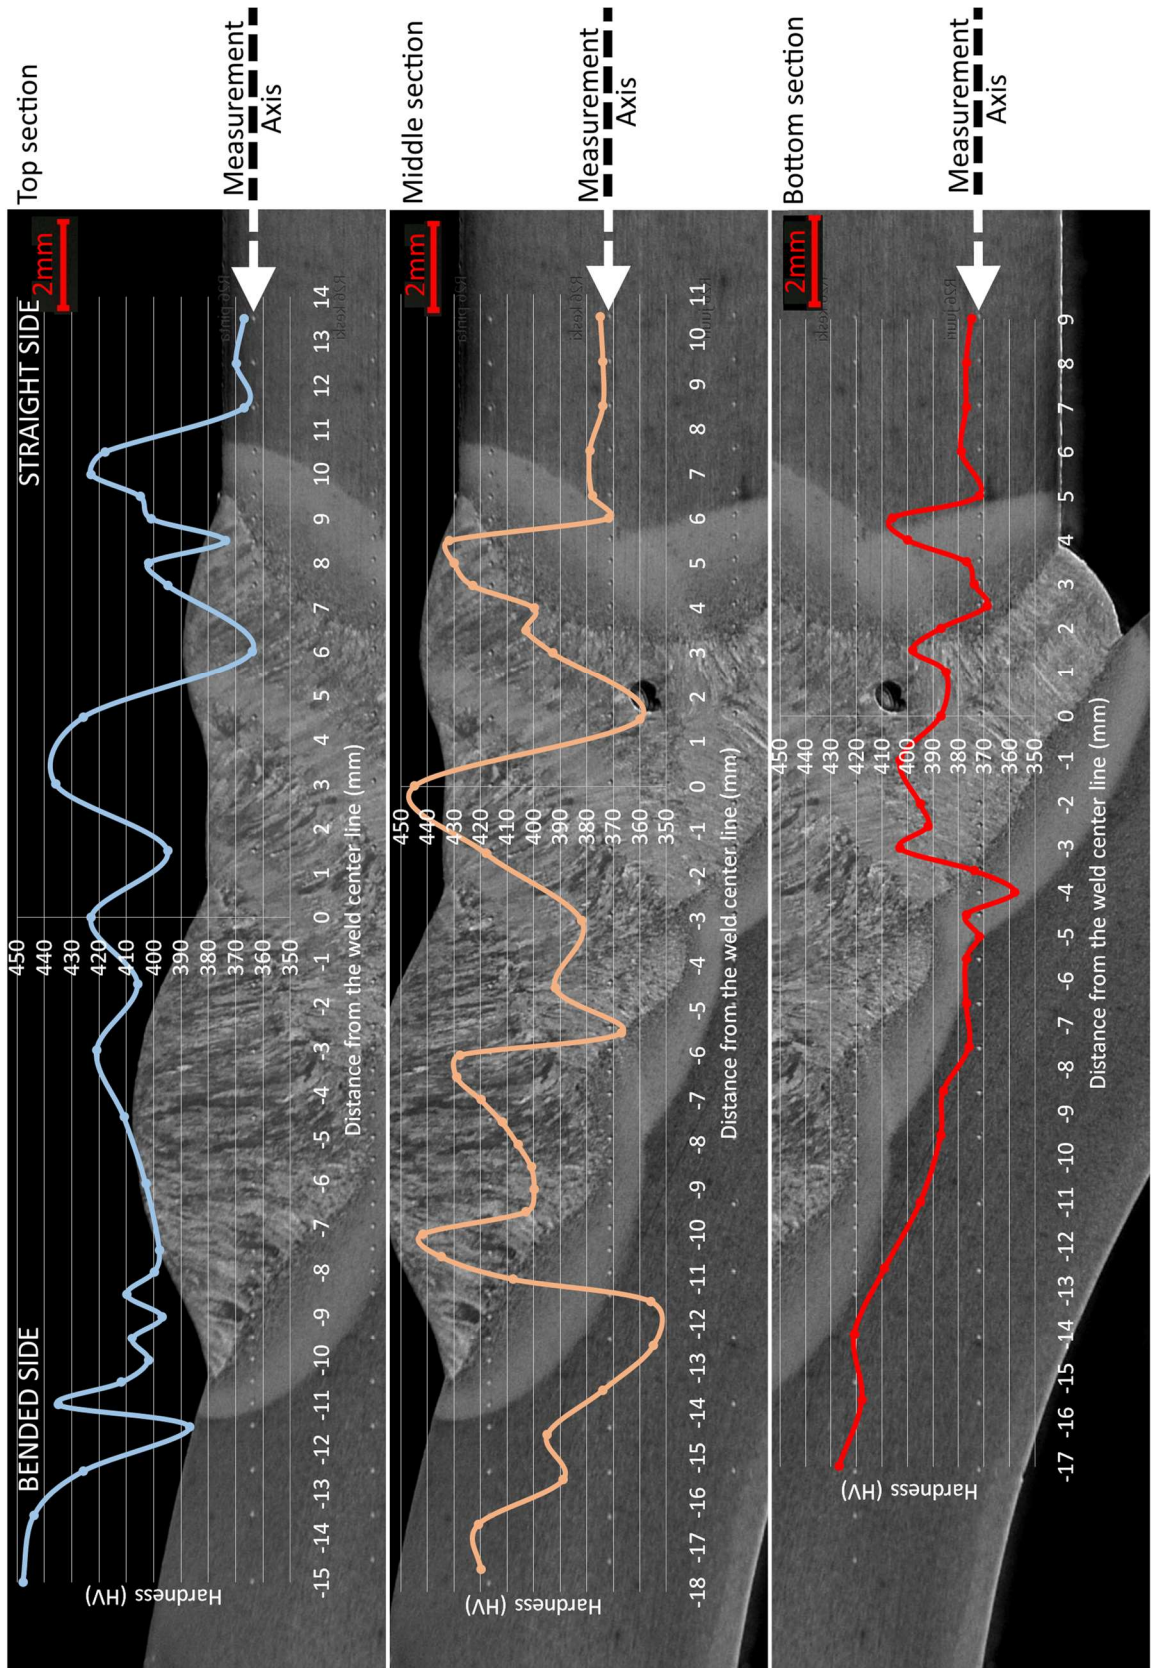 Top section
STRAIGHT SIDE
BENDED SIDE
2mm
Measurement
Axis
450
440
430
420
410
400
390
380
370
360
350
-15 -14 -13 -12 -11 -10 -9 -8 -7 -6 -5 -4 -3 -2 -1 0 1 2 3 4 5 6 7 8 9 10 11 12 13 14
Distance from the weld center line (mm)
Hardness (HV)
Middle section
2mm
Measurement
Axis
450
440
430
420
410
400
390
380
370
360
350
-18 -17 -16 -15 -14 -13 -12 -11 -10 -9 -8 -7 -6 -5 -4 -3 -2 -1 0 1 2 3 4 5 6 7 8 9 10 11
Distance from the weld center line (mm)
Hardness (HV)
Bottom section
2mm
Measurement
Axis
450
440
430
420
410
400
390
380
370
360
350
-17 -16 -15 -14 -13 -12 -11 -10 -9 -8 -7 -6 -5 -4 -3 -2 -1 0 1 2 3 4 5 6 7 8 9
Distance from the weld center line (mm)
Hardness (HV)